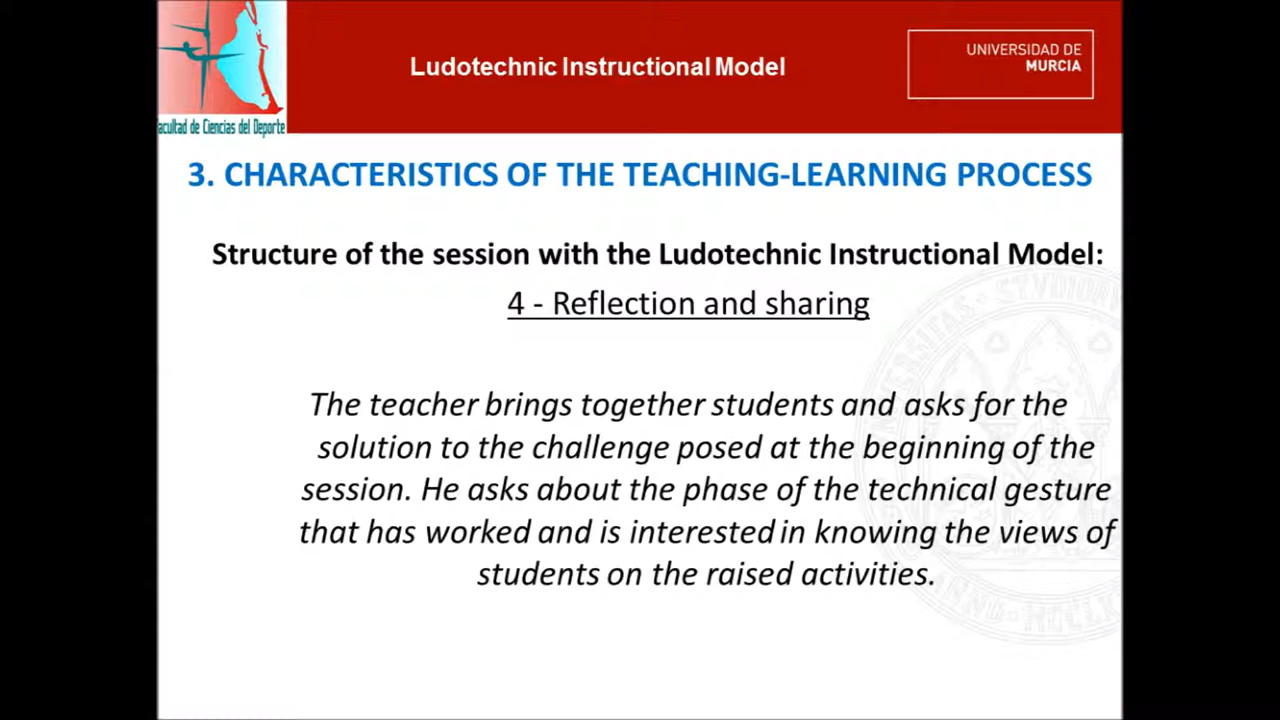 Ludotechnic Instructional Model
UNIVERSIDAD DE
MURCIA
acultad de Ciencias del Deporte
3. CHARACTERISTICS OF THE TEACHING-LEARNING PROCESS
Structure of the session with the Ludotechnic Instructional Model:
4 - Reflection and sharing
The teacher brings together students and asks for the
solution to the challenge posed at the beginning of the
session. He asks about the phase of the technical gesture
that has worked and is interested in knowing the views of
students on the raised activities.